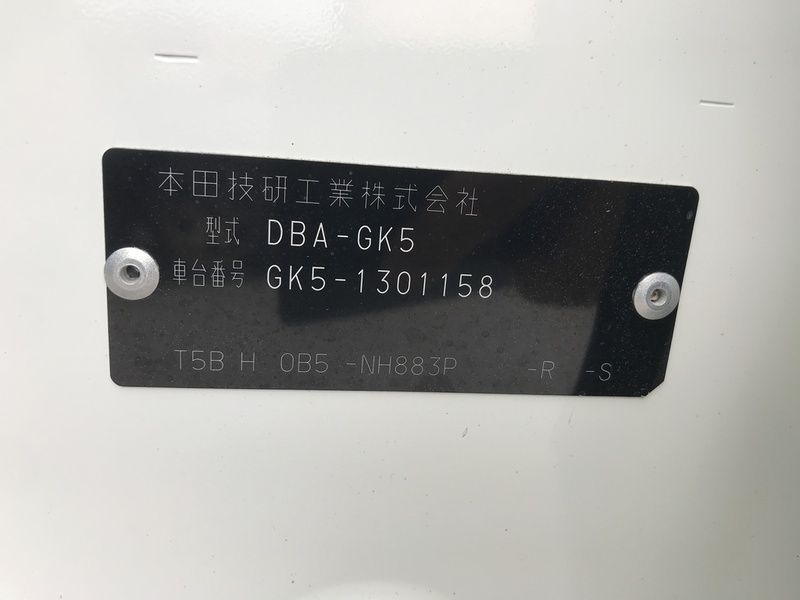 本田技研工業株式会社
型式 DBA-GK5
車台番号 GK5-1301158
T5B H 0B5 -NH883P -R -S